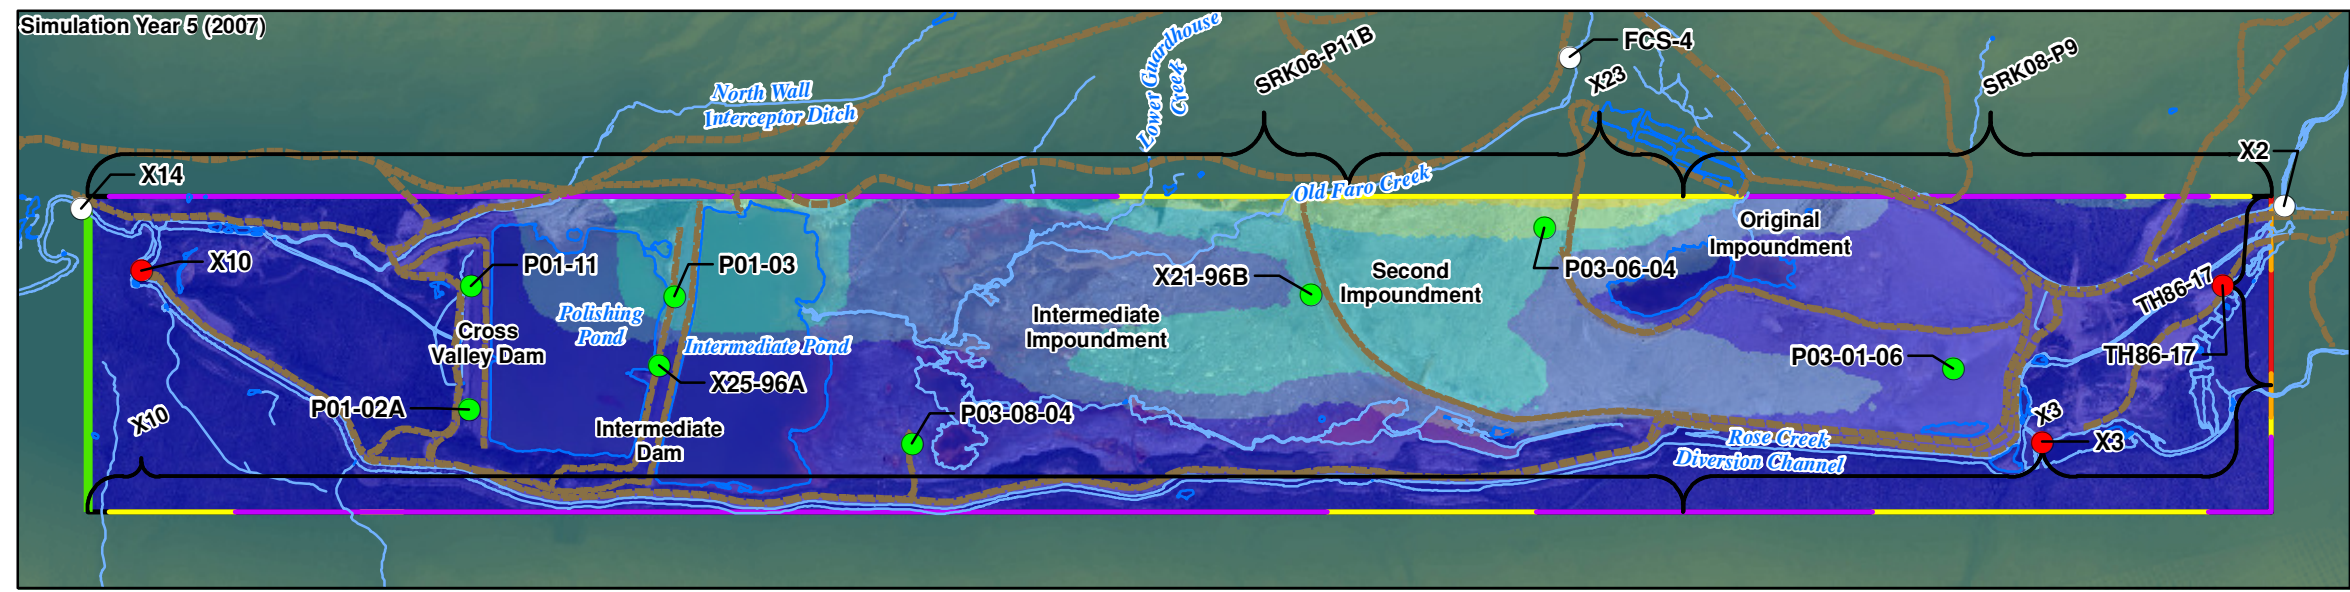 Simulation Year 5 (2007)
North Wall
Interceptor Ditch
Lower Guardhouse
Creek
SRK08-P11B
FCS-4
X23
SRK08-P9
X2
X14
Old Faro Creek
Original
Impoundment
X10
P01-11
P01-03
X21-96B
Second
Impoundment
P03-06-04
TH86-17
Polishing
Pond
Cross
Valley Dam
Intermediate
Impoundment
Intermediate Pond
P03-01-06
TH86-17
X25-96A
P01-02A
X10
P03-08-04
Intermediate
Dam
X3
X3
Rose Creek
Diversion Channel